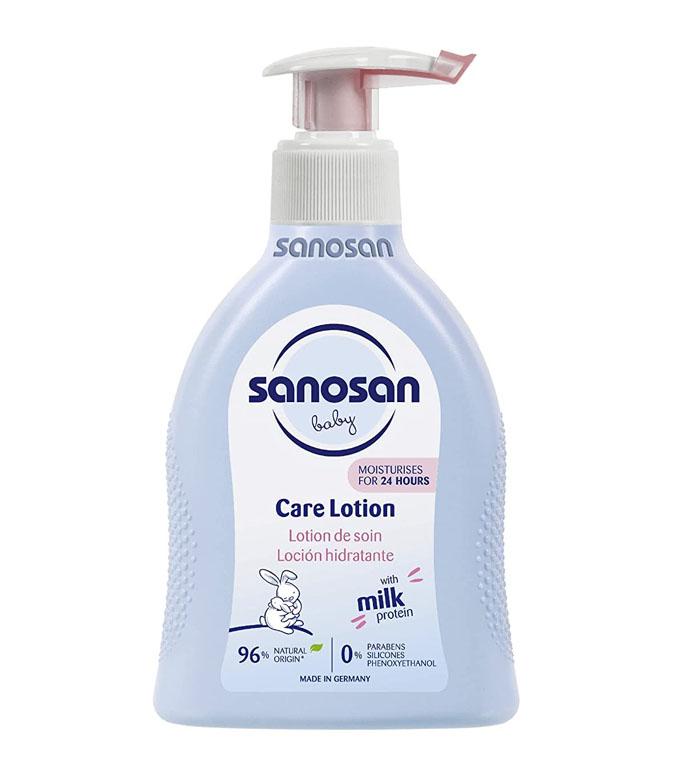 sanosan
sanosan
baby
MOISTURISES
FOR 24 HOURS
Care Lotion
Lotion de soin
Loción hidratante
with
milk
protein
96% NATURAL
ORIGIN*
0% PARABENS
SILICONES
PHENOXYETHANOL
MADE IN GERMANY